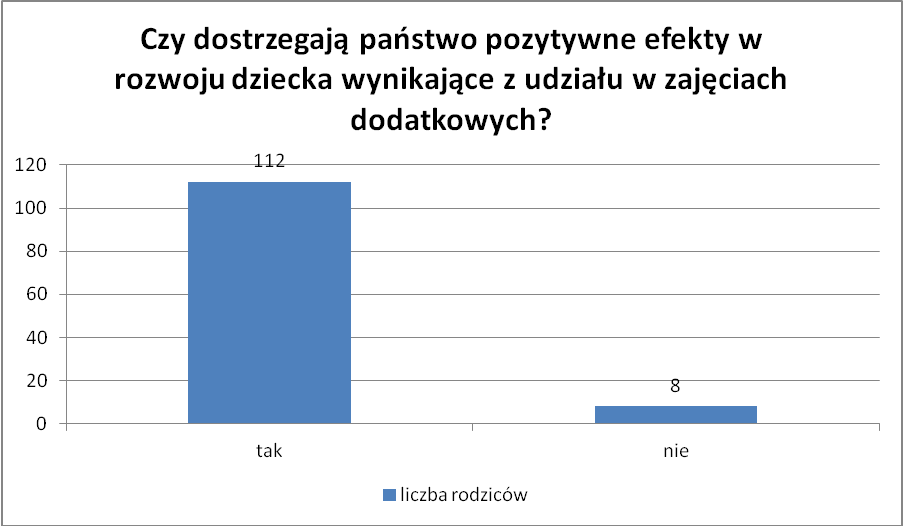 Czy dostrzegają państwo pozytywne efekty w
rozwoju dziecka wynikające z udziału w zajęciach
dodatkowych?
112
120
100
80
60
40
20
0
8
tak
nie
liczba rodziców